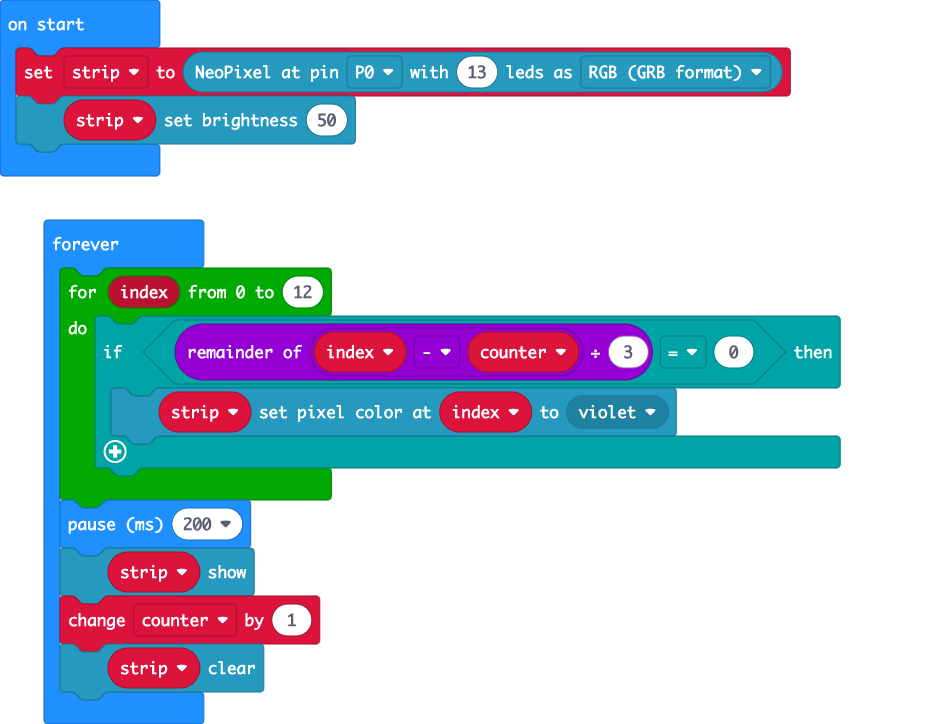 on start
set strip to NeoPixel at pin P0 with 13 leds as RGB (GRB format)
strip set brightness 50
forever
for index from 0 to 12
do
if remainder of index - counter ÷ 3 = 0 then
strip set pixel color at index to violet
pause (ms) 200
strip show
change counter by 1
strip clear